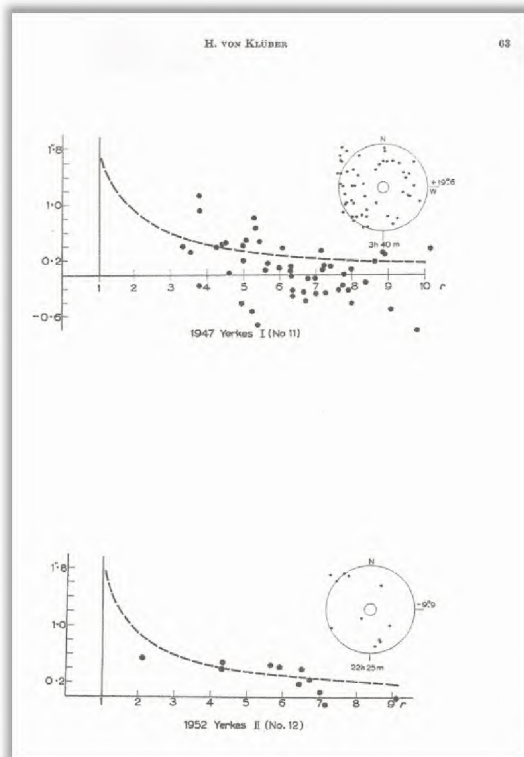 H. VON KLÜBER 63
1″·8
1·0
0·2
-0·6
1 2 3 4 5 6 7 8 9 10 r
N
W
3h 40 m
1947 Yerkes I (No 11)
1″·8
1·0
0·2
1 2 3 4 5 6 7 8 9 r
N
22h 25m
1952 Yerkes II (No. 12)